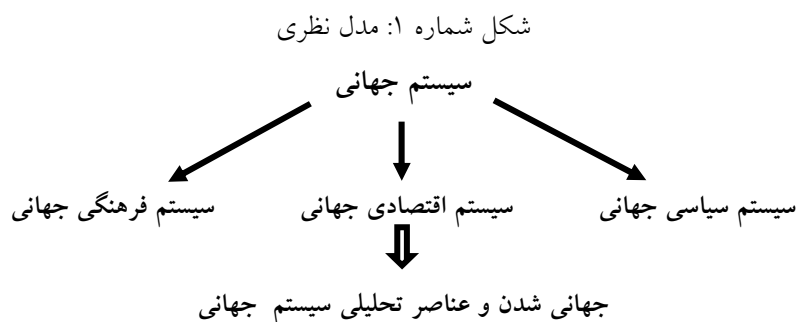 شکل شماره ۱: مدل نظری
سیستم جهانی
سیستم سیاسی جهانی سیستم اقتصادی جهانی سیستم فرهنگی جهانی
جهانی شدن و عناصر تحلیلی سیستم جهانی